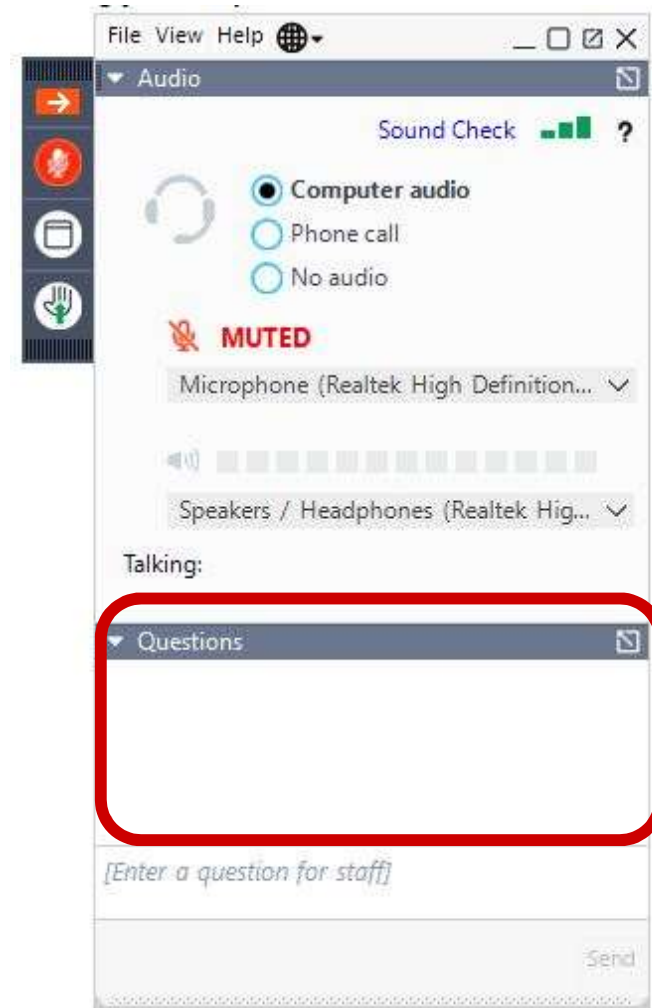 File View Help
Audio
Sound Check ?
Computer audio
Phone call
No audio
MUTED
Microphone (Realtek High Definition...
Speakers / Headphones (Realtek Hig...
Talking:
Questions
[Enter a question for staff]
Send